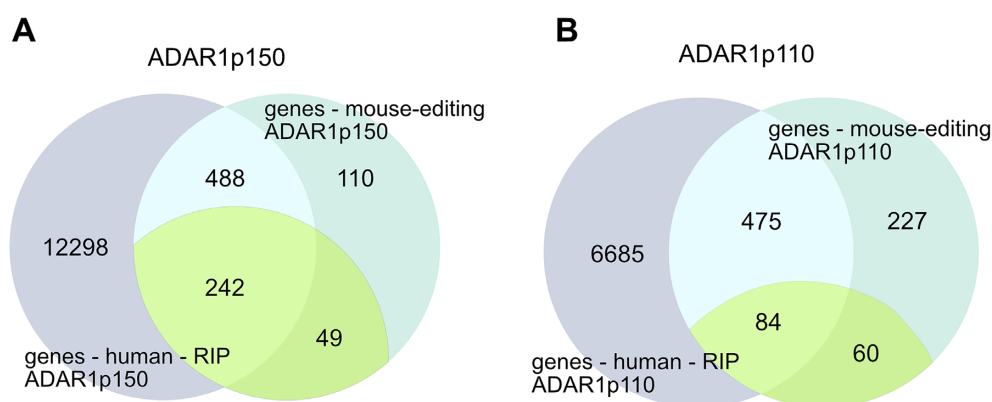 A
ADAR1p150
genes - mouse-editing
ADAR1p150
488
110
12298
242
49
genes - human - RIP
ADAR1p150
B
ADAR1p110
genes - mouse-editing
ADAR1p110
475
227
6685
84
60
genes - human - RIP
ADAR1p110